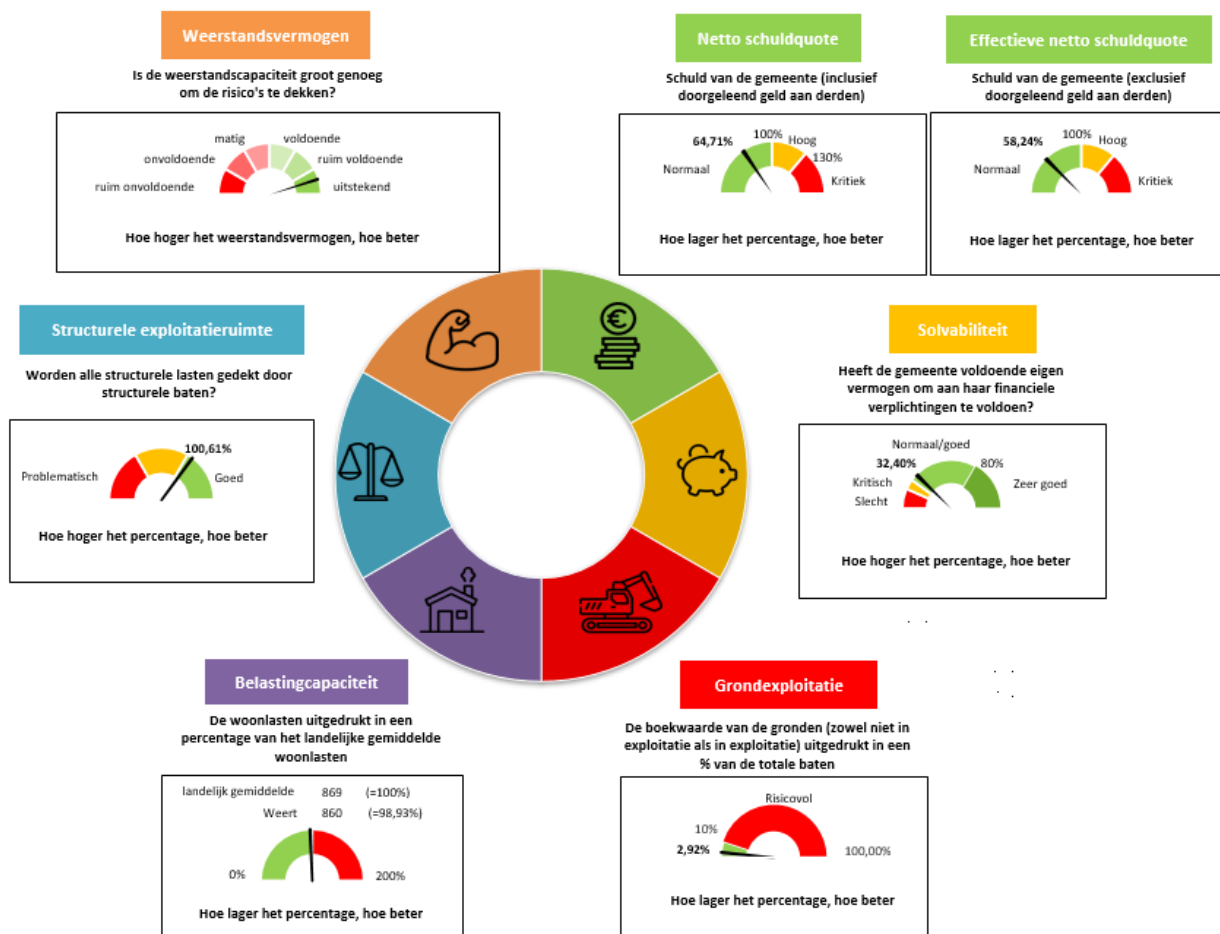 Weerstandsvermogen
Is de weerstandscapaciteit groot genoeg
om de risico's te dekken?
matig
voldoende
onvoldoende
ruim voldoende
ruim onvoldoende
uitstekend
Hoe hoger het weerstandsvermogen, hoe beter
Netto schuldquote
Schuld van de gemeente (inclusief
doorgeleend geld aan derden)
64,71%
100%
Hoog
130%
Normaal
Kritiek
Hoe lager het percentage, hoe beter
Effectieve netto schuldquote
Schuld van de gemeente (exclusief
doorgeleend geld aan derden)
58,24%
100%
Hoog
Normaal
Kritiek
Hoe lager het percentage, hoe beter
Structurele exploitatieruimte
Worden alle structurele lasten gedekt door
structurele baten?
100,61%
Problematisch
Goed
Hoe hoger het percentage, hoe beter
€
Solvabiliteit
Heeft de gemeente voldoende eigen
vermogen om aan haar financiele
verplichtingen te voldoen?
Normaal/goed
32,40%
80%
Kritisch
Zeer goed
Slecht
Hoe hoger het percentage, hoe beter
Belastingcapaciteit
De woonlasten uitgedrukt in een
percentage van het landelijke gemiddelde
woonlasten
landelijk gemiddelde 869 (=100%)
Weert 860 (=98,93%)
0%
200%
Hoe lager het percentage, hoe beter
Grondexploitatie
De boekwaarde van de gronden (zowel niet in
exploitatie als in exploitatie) uitgedrukt in een
% van de totale baten
Risicovol
10%
2,92%
100,00%
Hoe lager het percentage, hoe beter